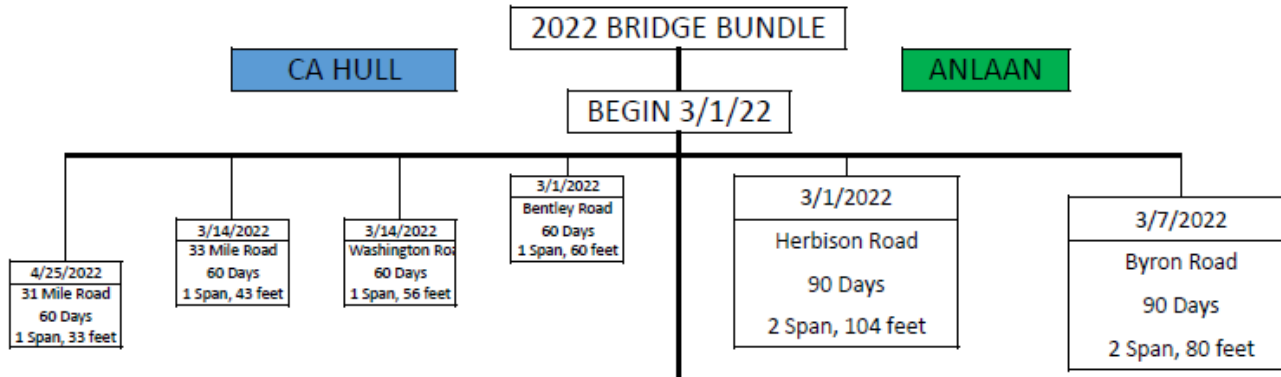 2022 BRIDGE BUNDLE
CA HULL
ANLAAN
BEGIN 3/1/22
4/25/2022
31 Mile Road
60 Days
1 Span, 33 feet
3/14/2022
33 Mile Road
60 Days
1 Span, 43 feet
3/14/2022
Washington Roa
60 Days
1 Span, 56 feet
3/1/2022
Bentley Road
60 Days
1 Span, 60 feet
3/1/2022
Herbison Road
90 Days
2 Span, 104 feet
3/7/2022
Byron Road
90 Days
2 Span, 80 feet